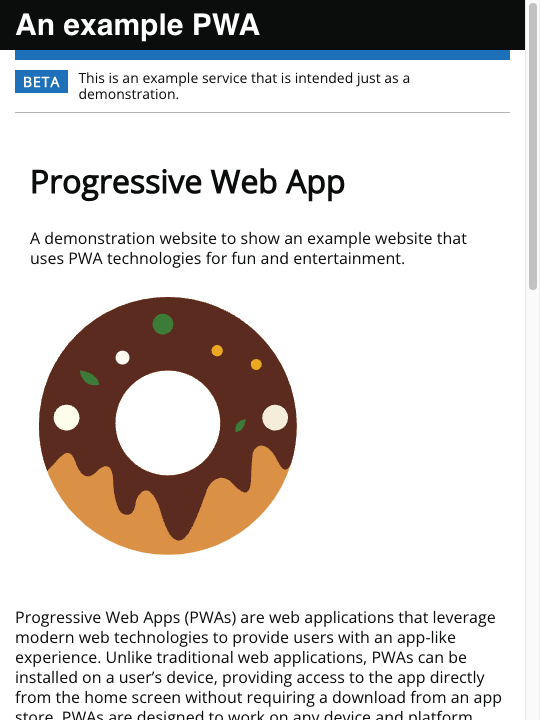 An example PWA
BETA
This is an example service that is intended just as a
demonstration.
Progressive Web App
A demonstration website to show an example website that
uses PWA technologies for fun and entertainment.
Progressive Web Apps (PWAs) are web applications that leverage
modern web technologies to provide users with an app-like
experience. Unlike traditional web applications, PWAs can be
installed on a user’s device, providing access to the app directly
from the home screen without requiring a download from an app
store. PWAs are designed to work on any device and platform,